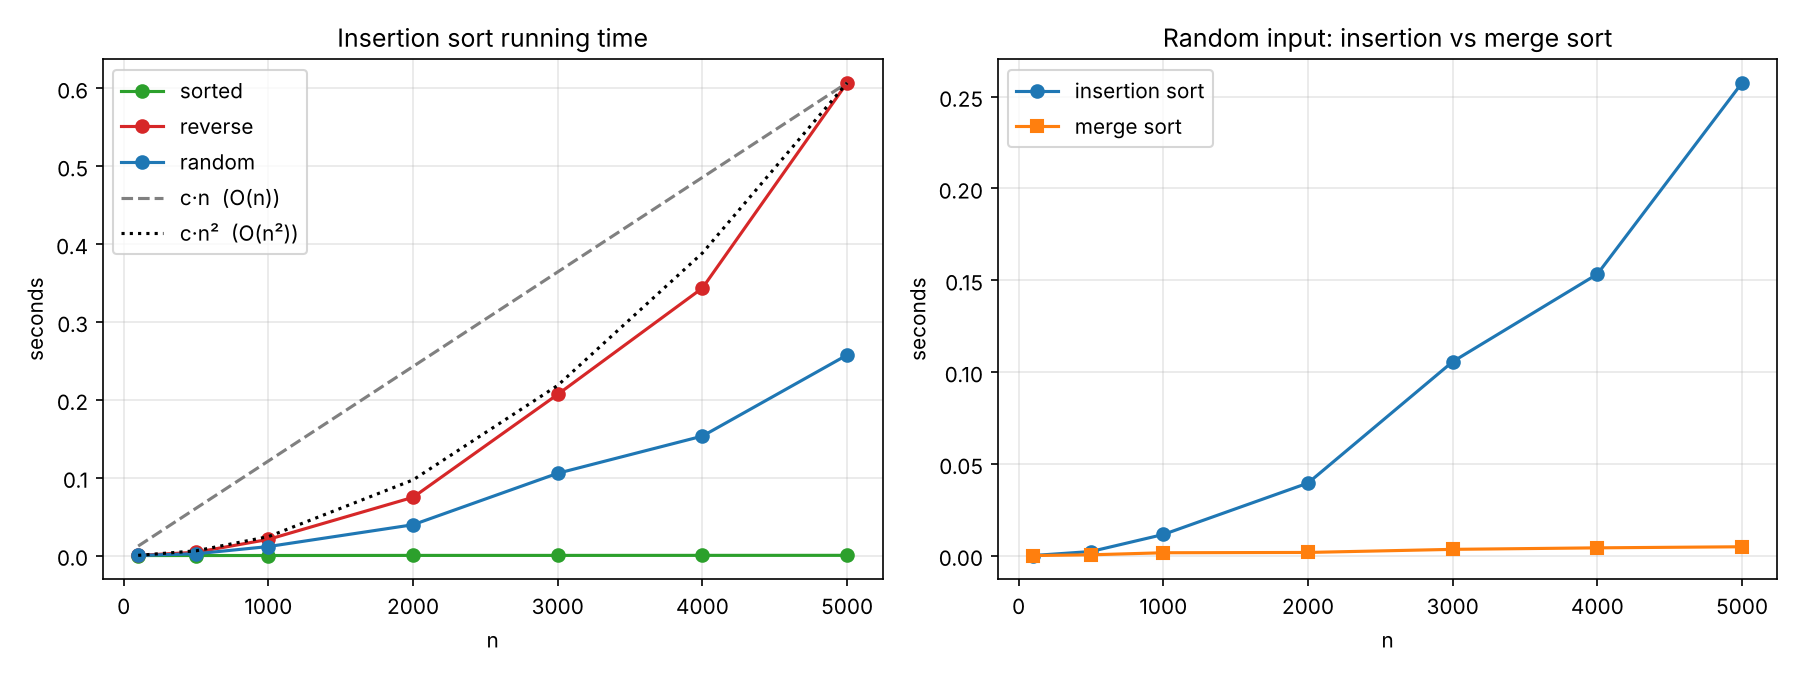 Insertion sort running time
sorted
reverse
random
c·n (O(n))
c·n² (O(n²))
0.6
0.5
0.4
0.3
0.2
0.1
0.0
seconds
0 1000 2000 3000 4000 5000
n
Random input: insertion vs merge sort
insertion sort
merge sort
0.25
0.20
0.15
0.10
0.05
0.00
seconds
0 1000 2000 3000 4000 5000
n